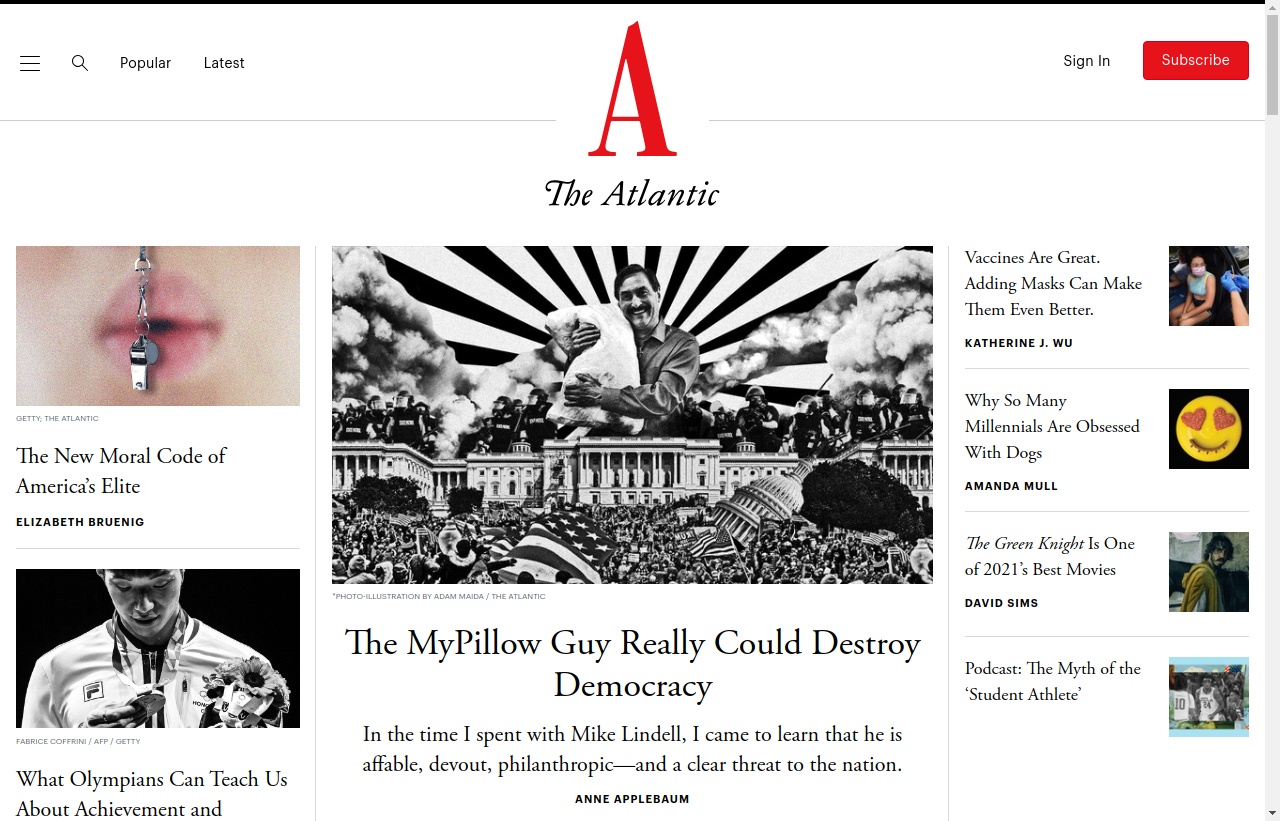 Popular
Latest
A
The Atlantic
Sign In
Subscribe
GETTY; THE ATLANTIC
The New Moral Code of
America's Elite
ELIZABETH BRUENIG
FABRICE COFFRINI / AFP / GETTY
What Olympians Can Teach Us
About Achievement and
*PHOTO-ILLUSTRATION BY ADAM MAIDA / THE ATLANTIC
The MyPillow Guy Really Could Destroy
Democracy
In the time I spent with Mike Lindell, I came to learn that he is
affable, devout, philanthropic—and a clear threat to the nation.
ANNE APPLEBAUM
Vaccines Are Great.
Adding Masks Can Make
Them Even Better.
KATHERINE J. WU
Why So Many
Millennials Are Obsessed
With Dogs
AMANDA MULL
The Green Knight Is One
of 2021's Best Movies
DAVID SIMS
Podcast: The Myth of the
‘Student Athlete’